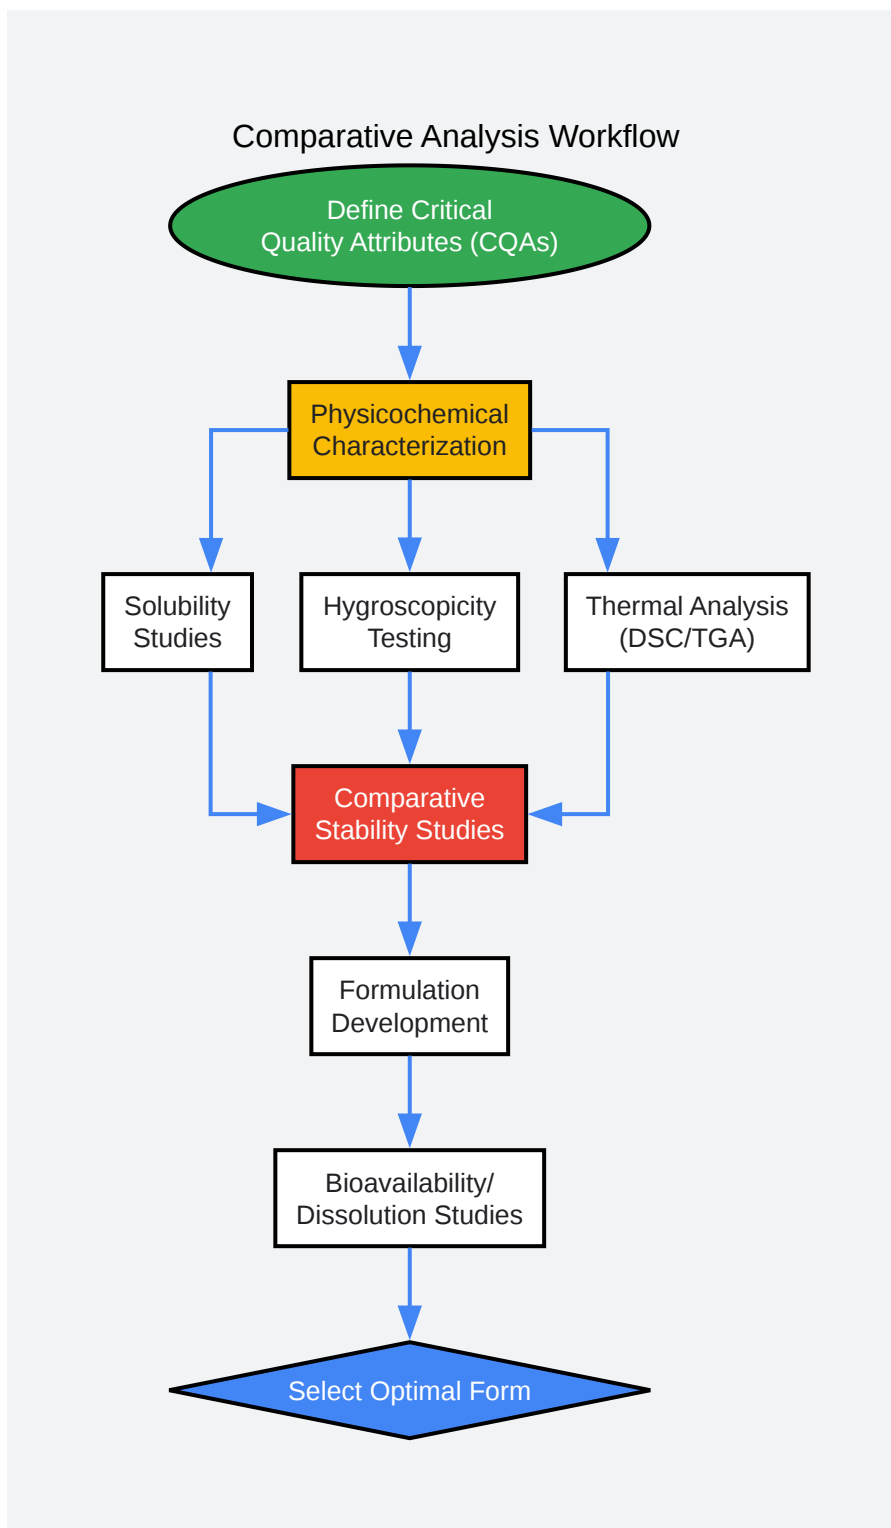 Comparative Analysis Workflow
Define Critical
Quality Attributes (CQAs)
Physicochemical
Characterization
Solubility
Studies
Hygroscopicity
Testing
Thermal Analysis
(DSC/TGA)
Comparative
Stability Studies
Formulation
Development
Bioavailability/
Dissolution Studies
Select Optimal Form